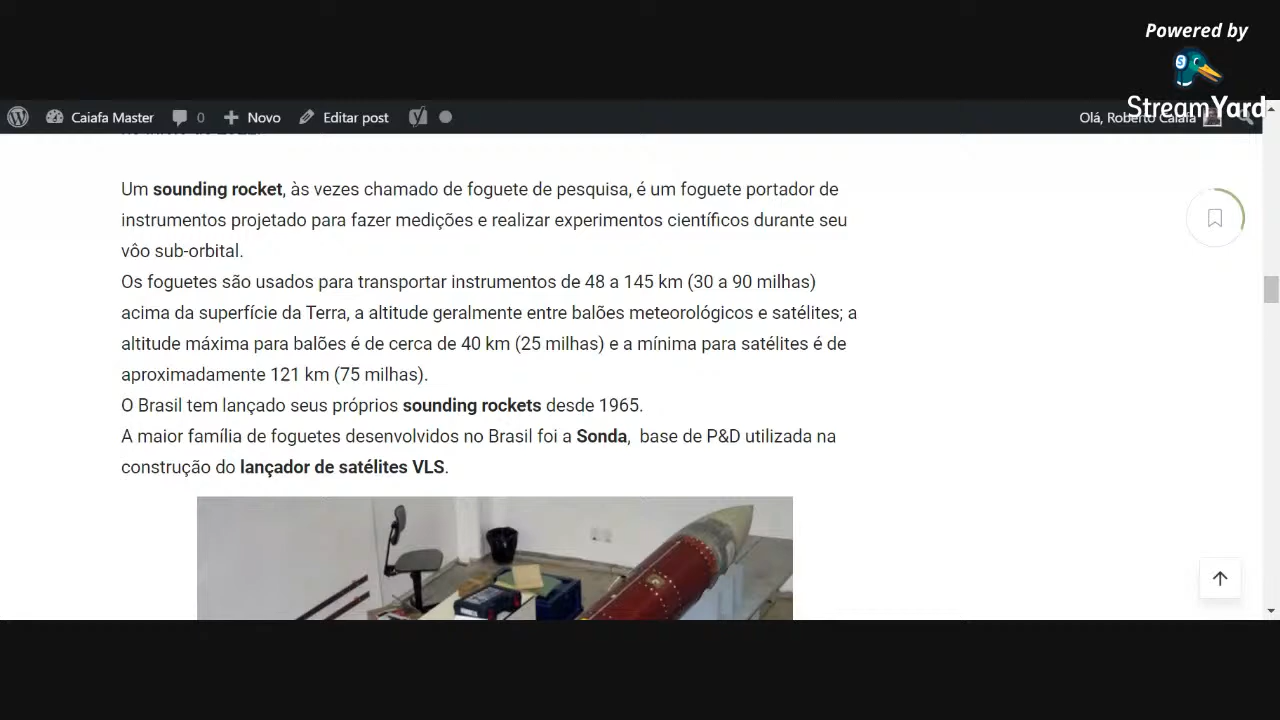 Powered by
StreamYard
Caiafa Master 0 Novo Editar post Olá, Roberto Caiafa
Um sounding rocket, às vezes chamado de foguete de pesquisa, é um foguete portador de
instrumentos projetado para fazer medições e realizar experimentos científicos durante seu
vôo sub-orbital.
Os foguetes são usados para transportar instrumentos de 48 a 145 km (30 a 90 milhas)
acima da superfície da Terra, a altitude geralmente entre balões meteorológicos e satélites; a
altitude máxima para balões é de cerca de 40 km (25 milhas) e a mínima para satélites é de
aproximadamente 121 km (75 milhas).
O Brasil tem lançado seus próprios sounding rockets desde 1965.
A maior família de foguetes desenvolvidos no Brasil foi a Sonda,  base de P&D utilizada na
construção do lançador de satélites VLS.